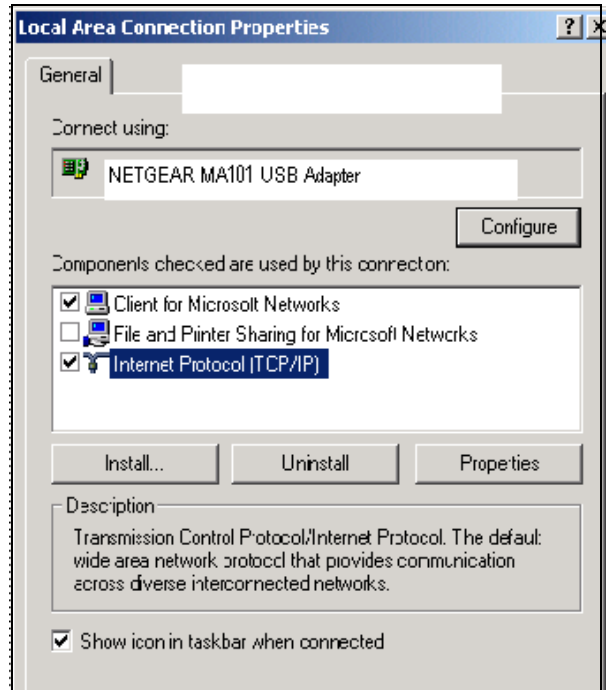 Local Area Connection Properties
General
Connect using:
NETGEAR MA101 USB Adapter
Configure
Components checked are used by this connection:
Client for Microsoft Networks
File and Printer Sharing for Microsoft Networks
Internet Protocol (TCP/IP)
Install...
Uninstall
Properties
Description
Transmission Control Protocol/Internet Protocol. The default
wide area network protocol that provides communication
across diverse interconnected networks.
Show icon in taskbar when connected